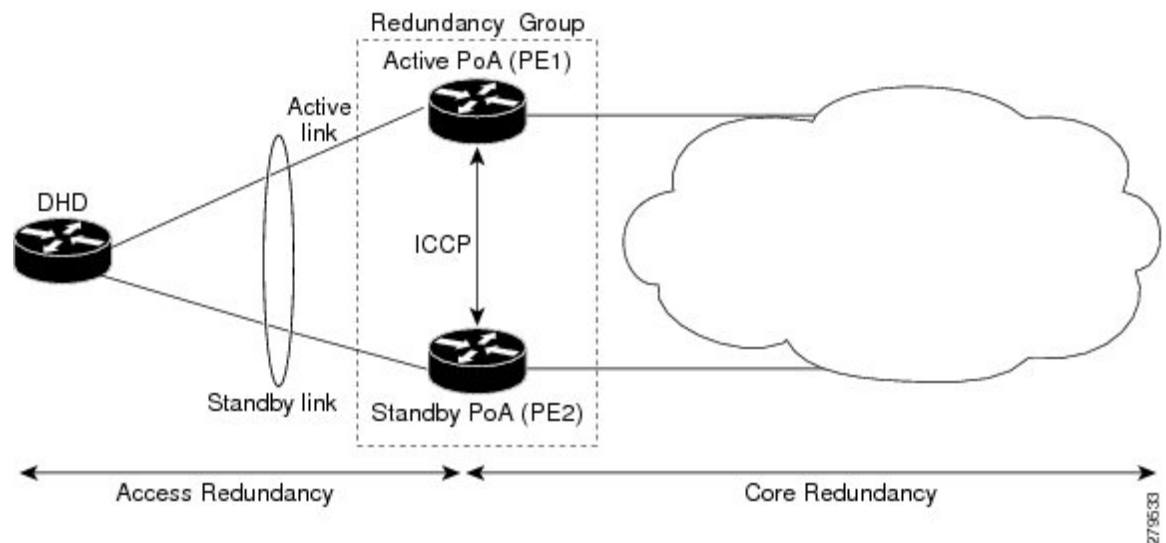 Redundancy Group
Active PoA (PE1)
Active
link
DHD
ICCP
Standby link
Standby PoA (PE2)
Access Redundancy
Core Redundancy
279533